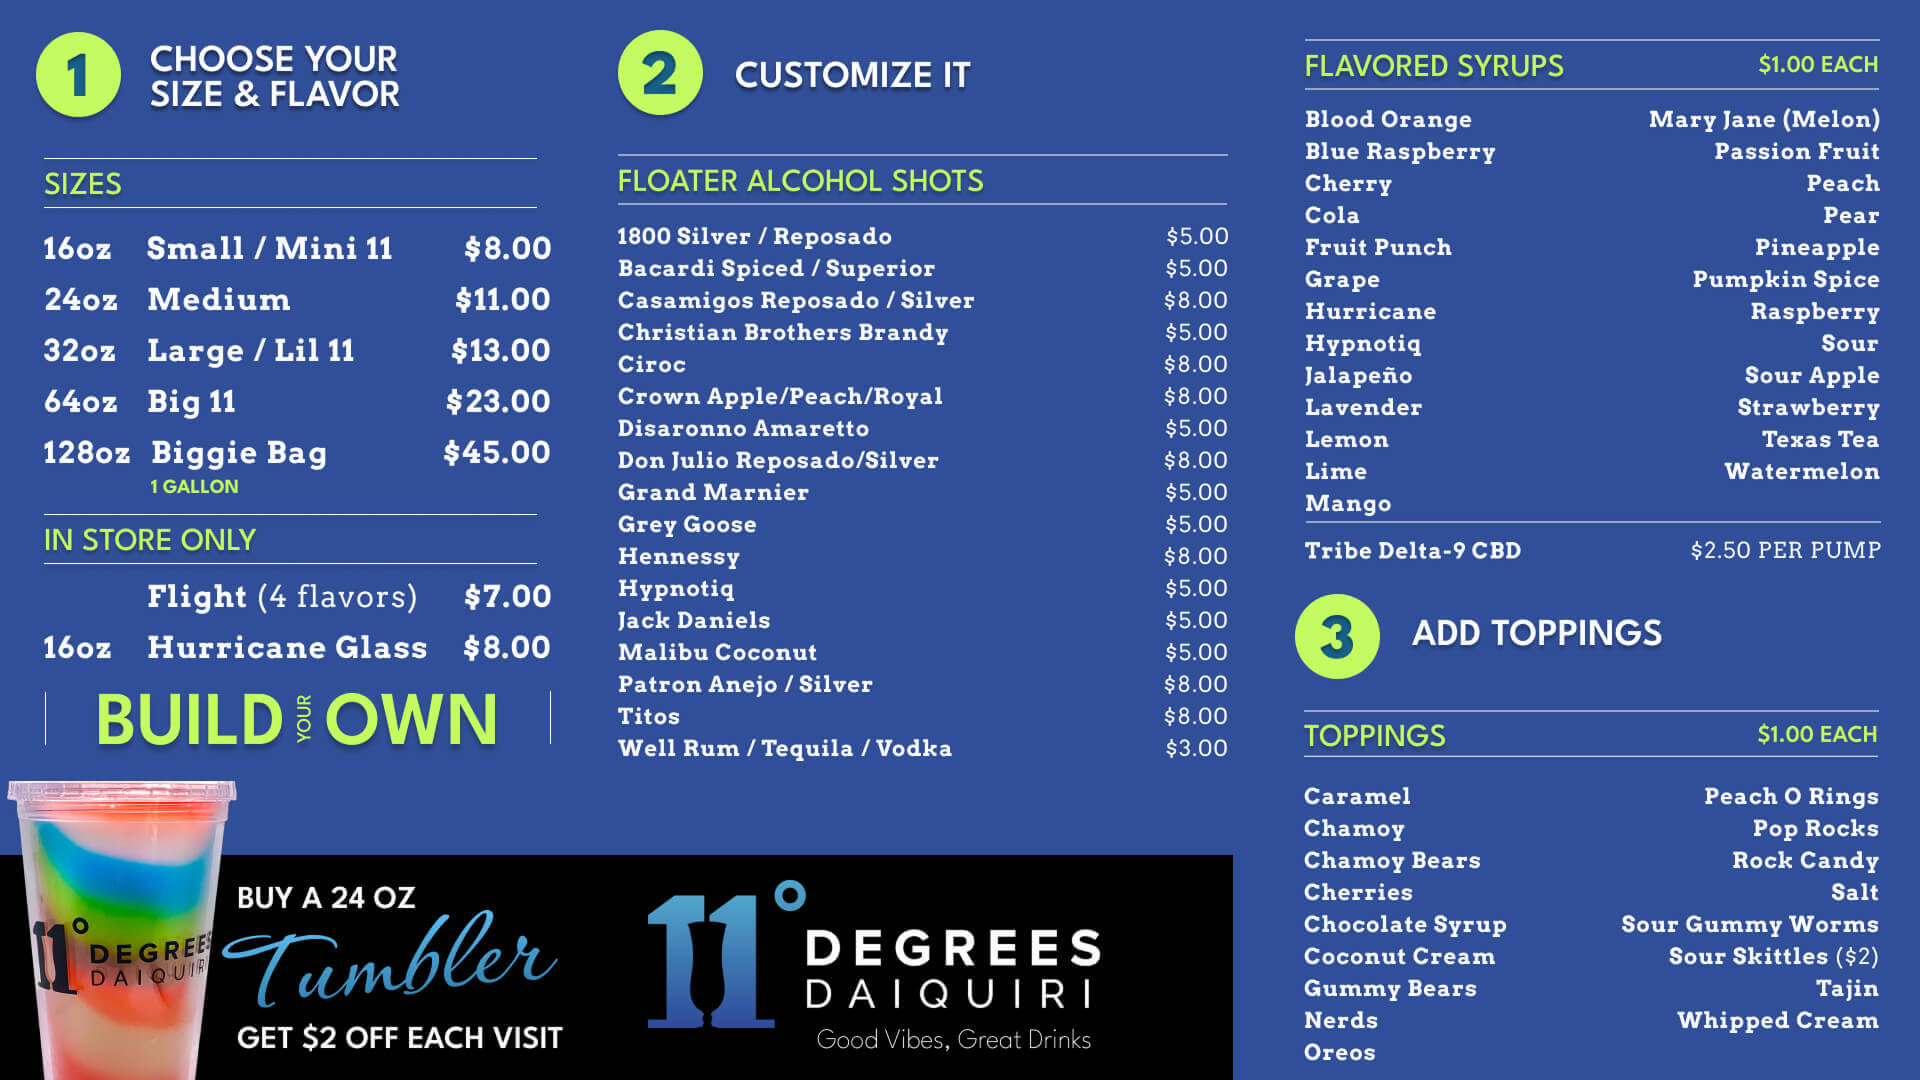 1
CHOOSE YOUR
SIZE & FLAVOR
SIZES
16oz Small / Mini 11 $8.00
24oz Medium $11.00
32oz Large / Lil 11 $13.00
64oz Big 11 $23.00
128oz Biggie Bag $45.00
1 GALLON
IN STORE ONLY
Flight (4 flavors) $7.00
16oz Hurricane Glass $8.00
BUILD YOUR OWN
2
CUSTOMIZE IT
FLOATER ALCOHOL SHOTS
1800 Silver / Reposado $5.00
Bacardi Spiced / Superior $5.00
Casamigos Reposado / Silver $8.00
Christian Brothers Brandy $5.00
Ciroc $8.00
Crown Apple/Peach/Royal $8.00
Disaronno Amaretto $5.00
Don Julio Reposado/Silver $8.00
Grand Marnier $5.00
Grey Goose $5.00
Hennessy $8.00
Hypnotiq $5.00
Jack Daniels $5.00
Malibu Coconut $5.00
Patron Anejo / Silver $8.00
Titos $8.00
Well Rum / Tequila / Vodka $3.00
FLAVORED SYRUPS $1.00 EACH
Blood Orange Mary Jane (Melon)
Blue Raspberry Passion Fruit
Cherry Peach
Cola Pear
Fruit Punch Pineapple
Grape Pumpkin Spice
Hurricane Raspberry
Hypnotiq Sour
Jalapeño Sour Apple
Lavender Strawberry
Lemon Texas Tea
Lime Watermelon
Mango
Tribe Delta-9 CBD $2.50 PER PUMP
3
ADD TOPPINGS
TOPPINGS $1.00 EACH
Caramel Peach O Rings
Chamoy Pop Rocks
Chamoy Bears Rock Candy
Cherries Salt
Chocolate Syrup Sour Gummy Worms
Coconut Cream Sour Skittles ($2)
Gummy Bears Tajin
Nerds Whipped Cream
Oreos
11° DEGREES
DAIQUIRI
BUY A 24 OZ
Tumbler
GET $2 OFF EACH VISIT
11° DEGREES
DAIQUIRI
Good Vibes, Great Drinks